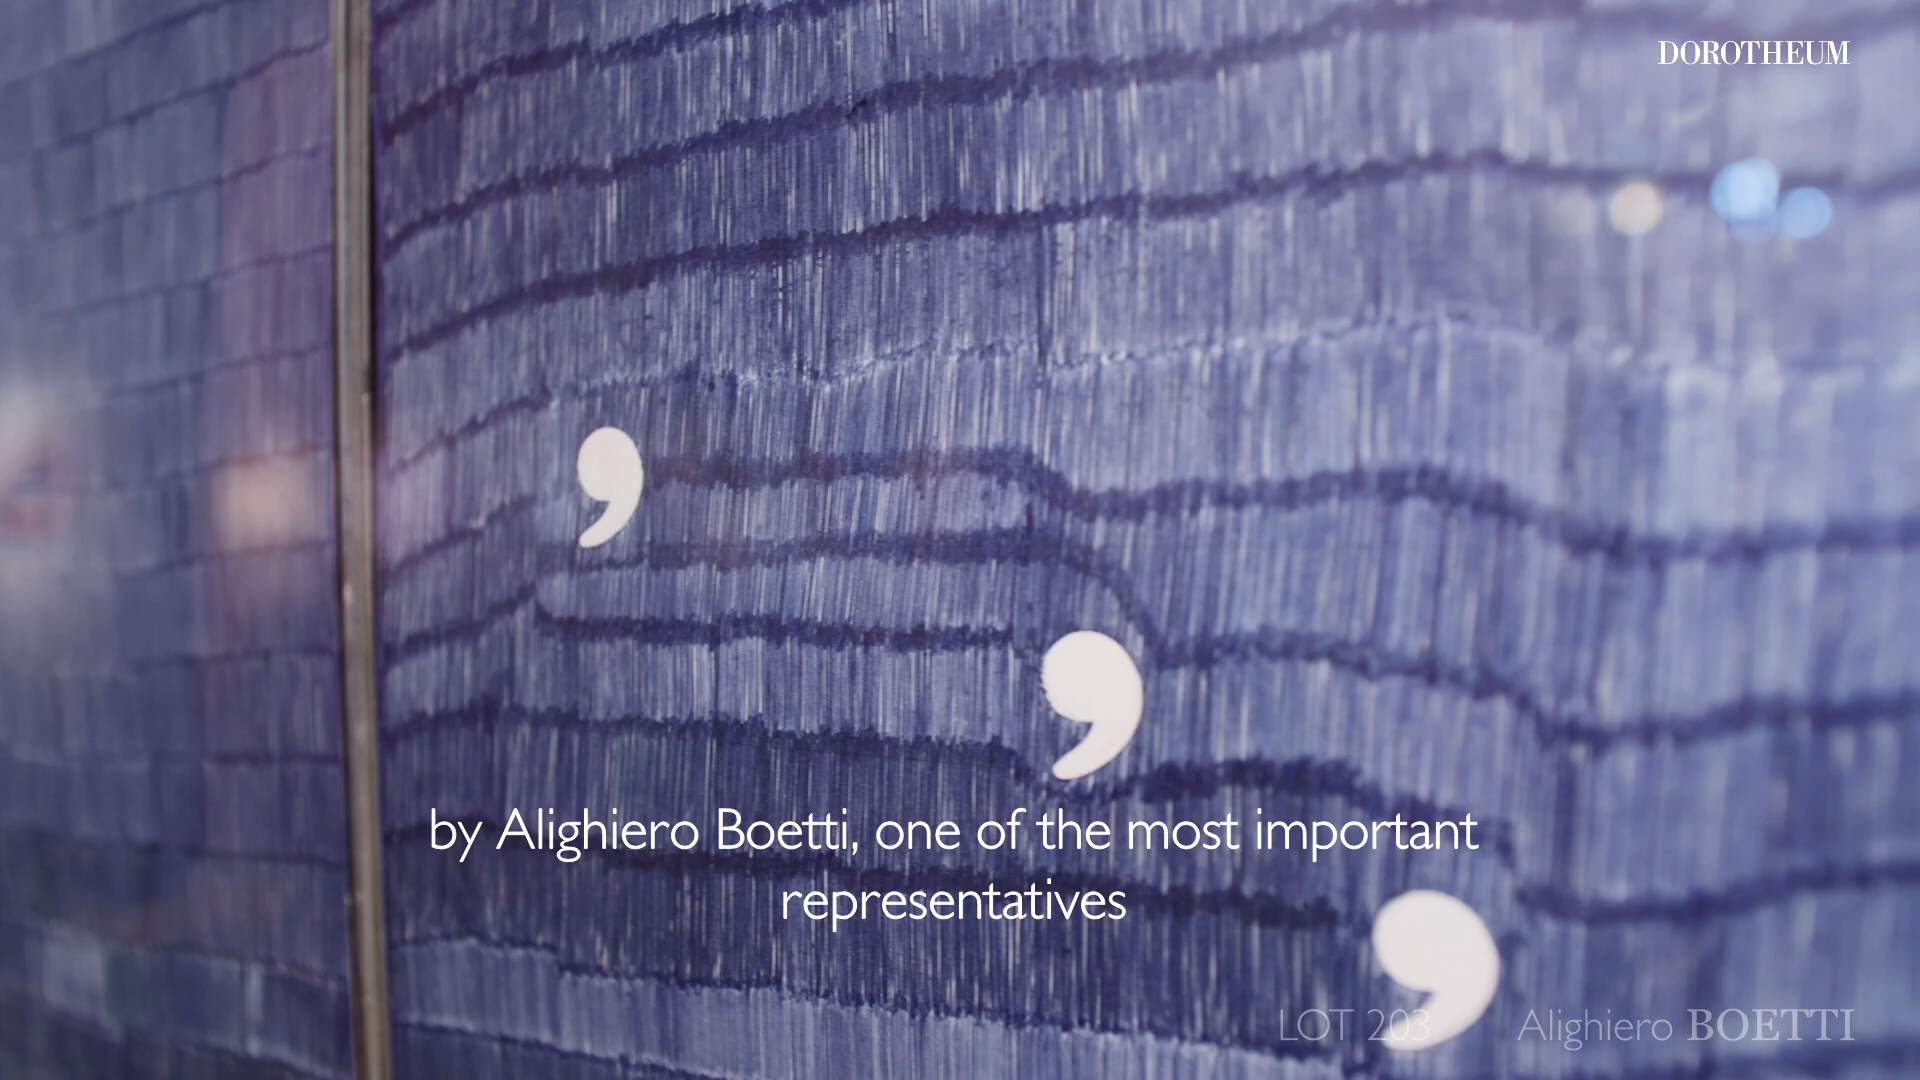 DOROTHEUM
by Alighiero Boetti, one of the most important
representatives
LOT 203 Alighiero BOETTI